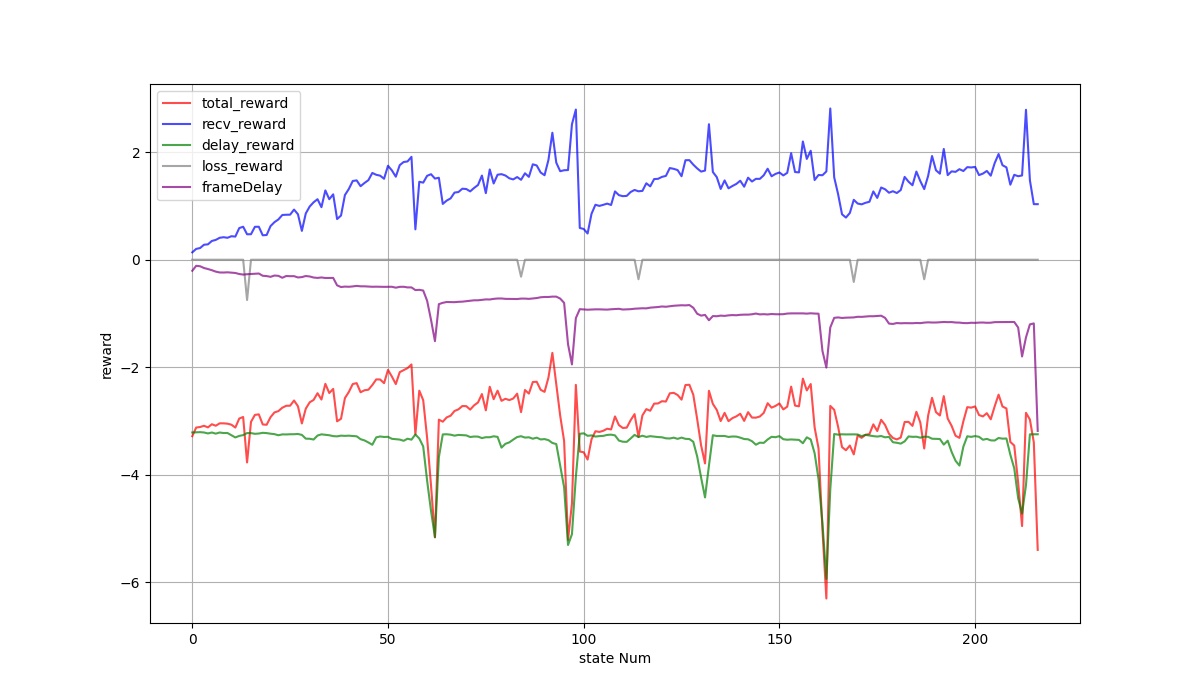 total_reward
recv_reward
delay_reward
loss_reward
frameDelay
2
0
−2
−4
−6
reward
0
50
100
150
200
state Num